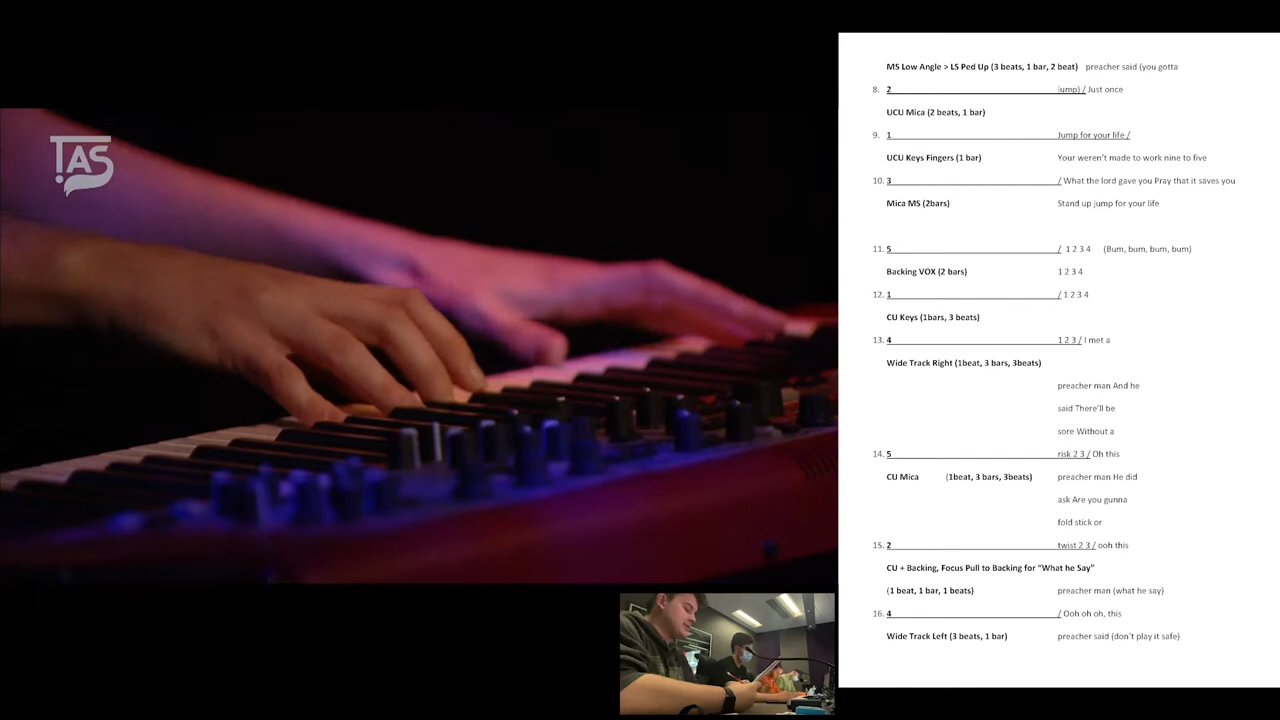 TAS
MS Low Angle > LS Ped Up (3 beats, 1 bar, 2 beat) preacher said (you gotta
8. 2 jump) / Just once
UCU Mica (2 beats, 1 bar)
9. 1 Jump for your life /
UCU Keys Fingers (1 bar) Your weren't made to work nine to five
10. 3 / What the lord gave you Pray that it saves you
Mica MS (2bars) Stand up jump for your life
11. 5 / 1 2 3 4 (Bum, bum, bum, bum)
Backing VOX (2 bars) 1 2 3 4
12. 1 / 1 2 3 4
CU Keys (1bars, 3 beats)
13. 4 1 2 3 / I met a
Wide Track Right (1beat, 3 bars, 3beats)
preacher man And he
said There'll be
sore Without a
14. 5 risk 2 3 / Oh this
CU Mica (1beat, 3 bars, 3beats) preacher man He did
ask Are you gunna
fold stick or
15. 2 twist 2 3 / ooh this
CU + Backing, Focus Pull to Backing for "What he Say"
(1 beat, 1 bar, 1 beats) preacher man (what he say)
16. 4 / Ooh oh oh, this
Wide Track Left (3 beats, 1 bar) preacher said (don't play it safe)